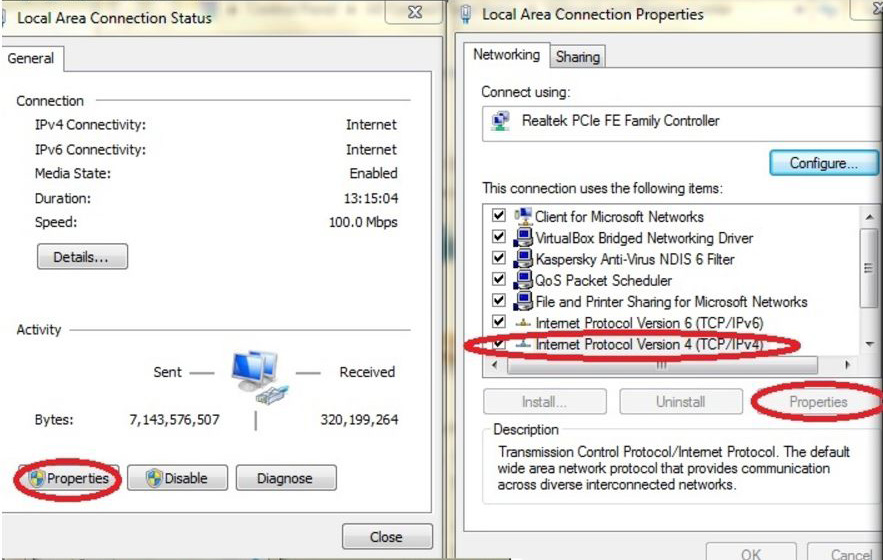 Local Area Connection Status
General
Connection
IPv4 Connectivity: Internet
IPv6 Connectivity: Internet
Media State: Enabled
Duration: 13:15:04
Speed: 100.0 Mbps
Details...
Activity
Sent Received
Bytes: 7,143,576,507 320,199,264
Properties Disable Diagnose
Close
Local Area Connection Properties
Networking Sharing
Connect using:
Realtek PCIe FE Family Controller
Configure...
This connection uses the following items:
Client for Microsoft Networks
VirtualBox Bridged Networking Driver
Kaspersky Anti-Virus NDIS 6 Filter
QoS Packet Scheduler
File and Printer Sharing for Microsoft Networks
Internet Protocol Version 6 (TCP/IPv6)
Internet Protocol Version 4 (TCP/IPv4)
Install... Uninstall Properties
Description
Transmission Control Protocol/Internet Protocol. The default
wide area network protocol that provides communication
across diverse interconnected networks.
OK Cancel